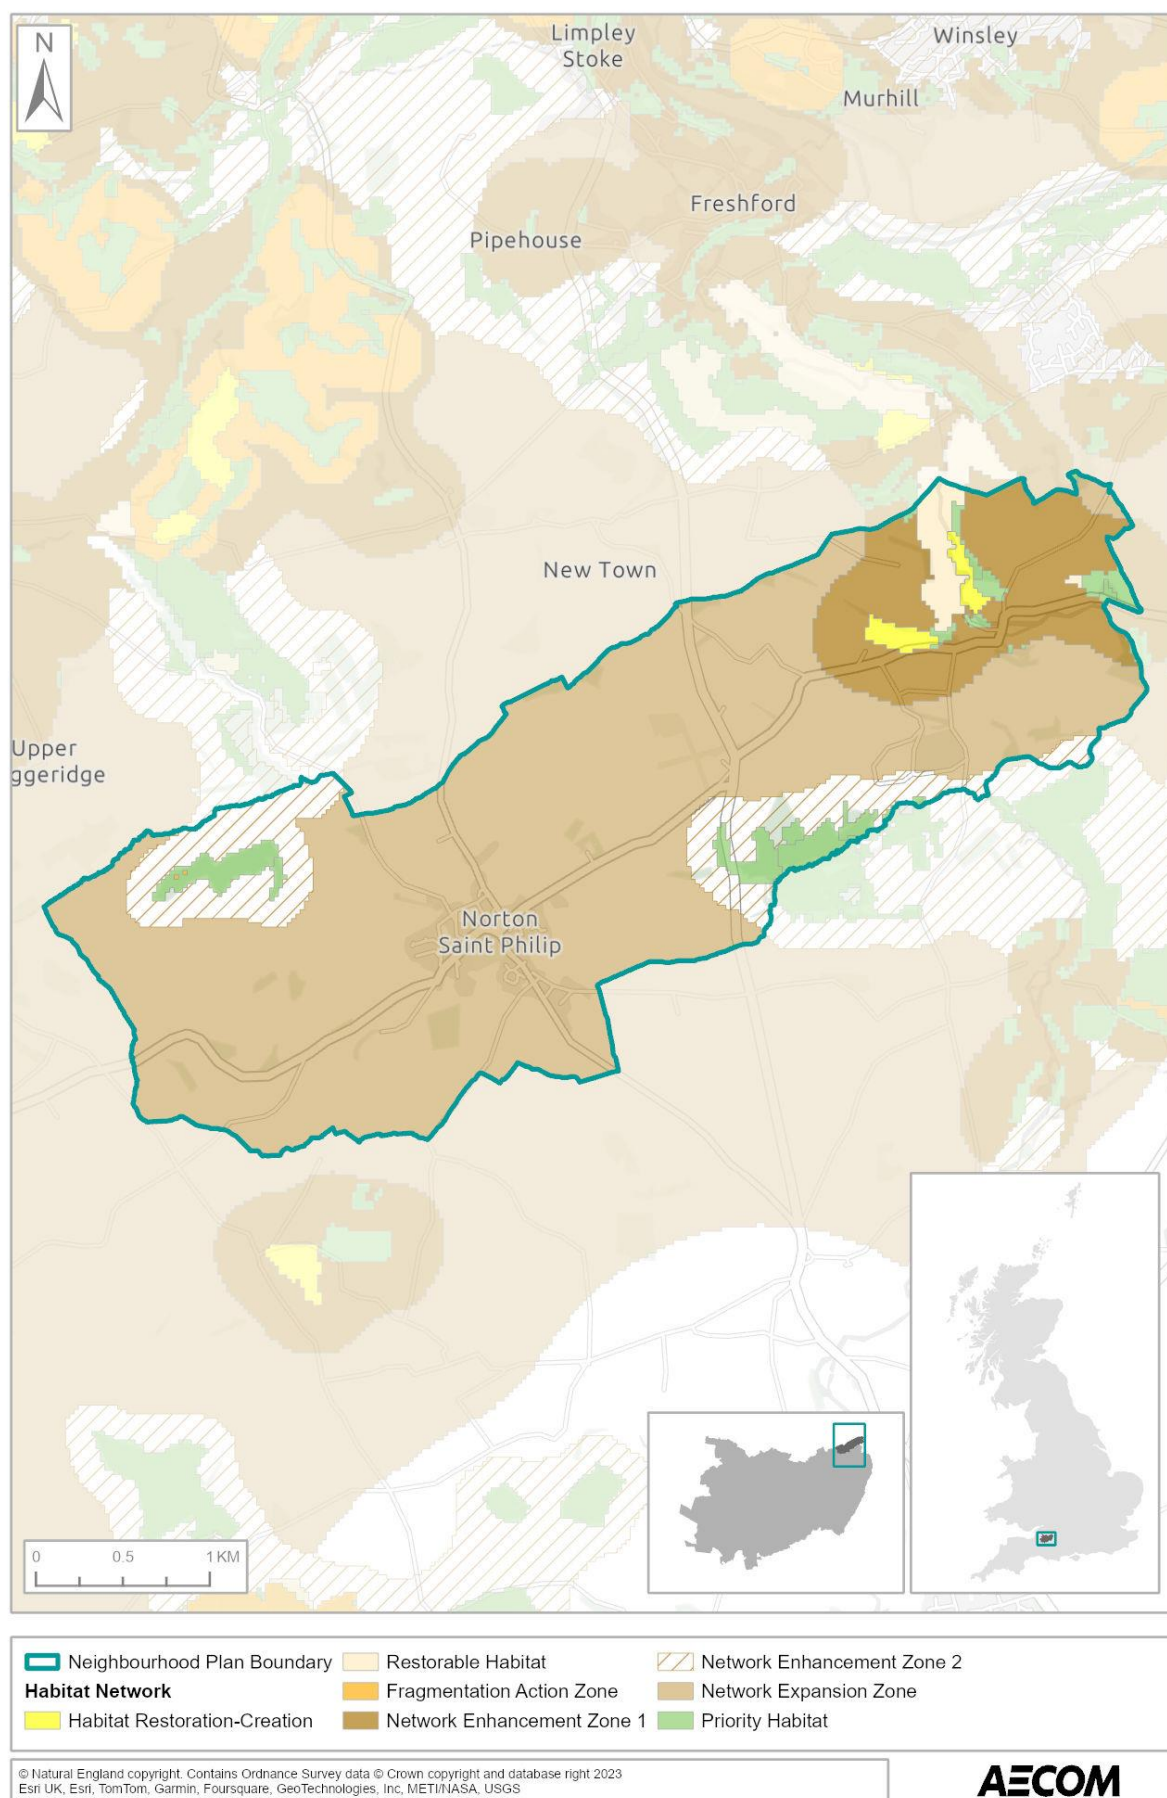 N
Limpley
Stoke
Winsley
Murhill
Freshford
Pipehouse
New Town
Upper
ggeridge
Norton
Saint Philip
0 0.5 1 KM
Neighbourhood Plan Boundary
Habitat Network
Habitat Restoration-Creation
Restorable Habitat
Fragmentation Action Zone
Network Enhancement Zone 1
Network Enhancement Zone 2
Network Expansion Zone
Priority Habitat
© Natural England copyright. Contains Ordnance Survey data © Crown copyright and database right 2023
Esri UK, Esri, TomTom, Garmin, Foursquare, GeoTechnologies, Inc, METI/NASA, USGS
AECOM